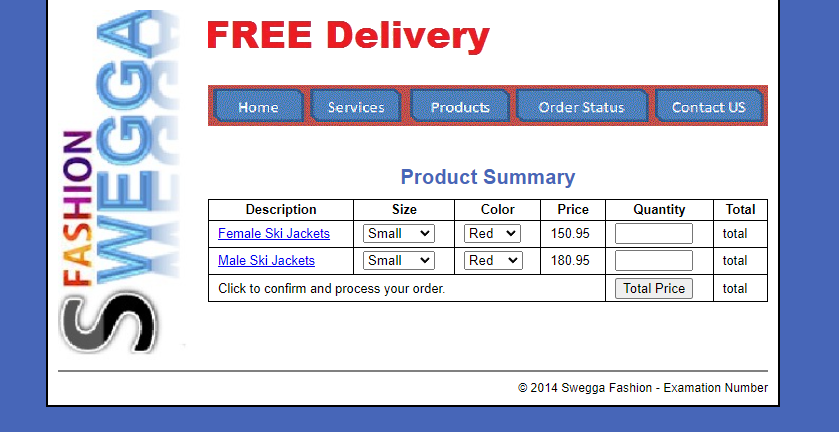 FASHION
SWEGGA
FREE Delivery
Home Services Products Order Status Contact US
Product Summary
Description Size Color Price Quantity Total
Female Ski Jackets Small Red 150.95 total
Male Ski Jackets Small Red 180.95 total
Click to confirm and process your order. Total Price total
© 2014 Swegga Fashion - Examation Number